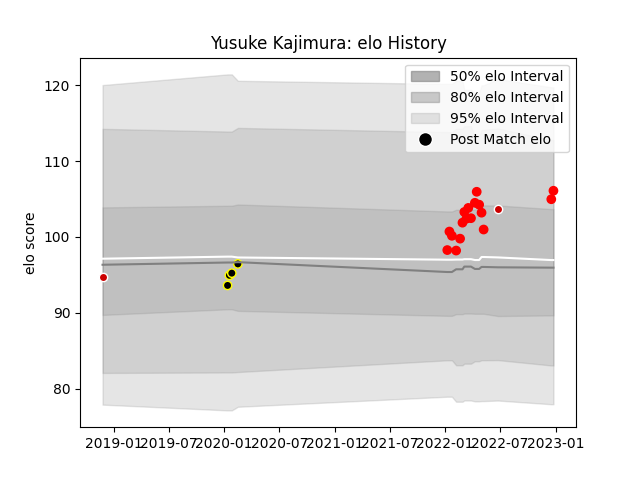 Yusuke Kajimura: elo History
50% elo Interval
80% elo Interval
95% elo Interval
Post Match elo
elo score
120
110
100
90
80
2019-01 2019-07 2020-01 2020-07 2021-01 2021-07 2022-01 2022-07 2023-01